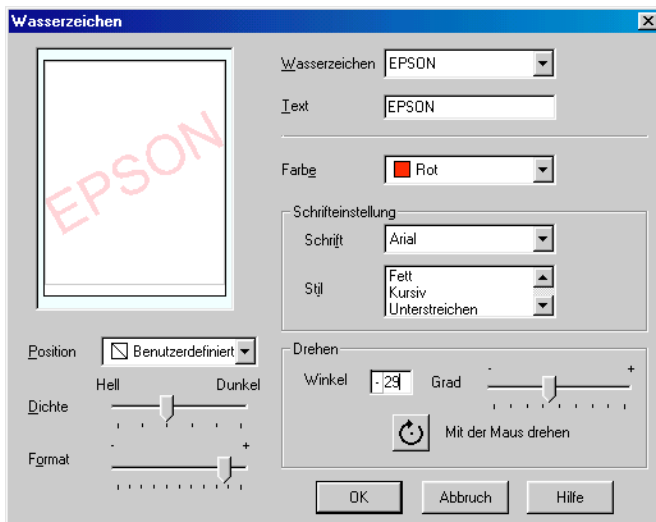 Wasserzeichen
EPSON
Wasserzeichen EPSON
Text EPSON
Farbe Rot
Schrifteinstellung
Schrift Arial
Stil Fett
Kursiv
Unterstreichen
Position Benutzerdefiniert
Hell Dunkel
Dichte
- +
Format
Drehen
Winkel -29 Grad - +
Mit der Maus drehen
OK Abbruch Hilfe